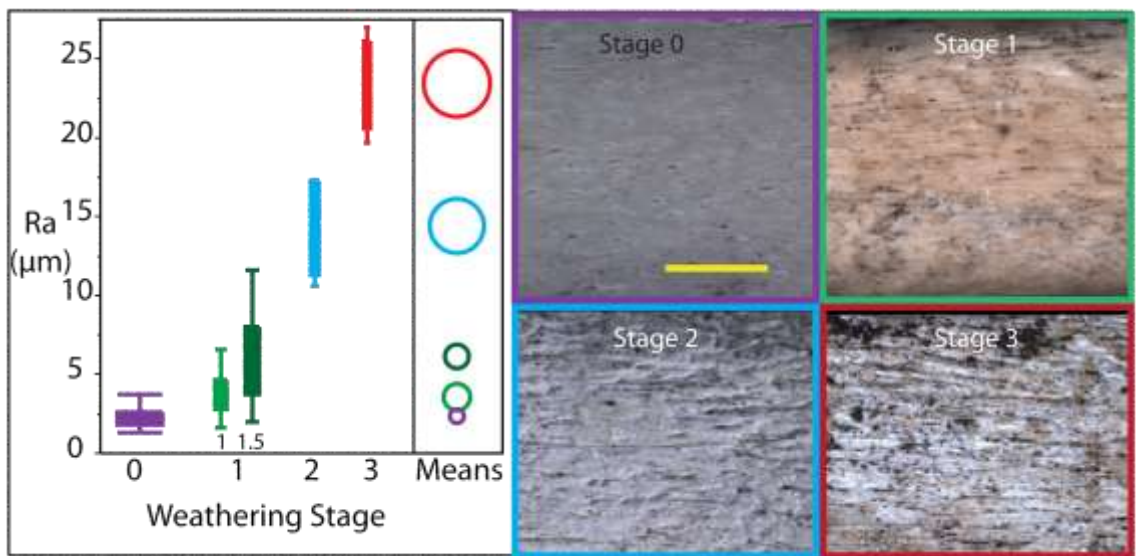 25
20
Ra
(μm)
15
10
5
0
1 1.5
0 1 2 3 Means
Weathering Stage
Stage 0
Stage 1
Stage 2
Stage 3